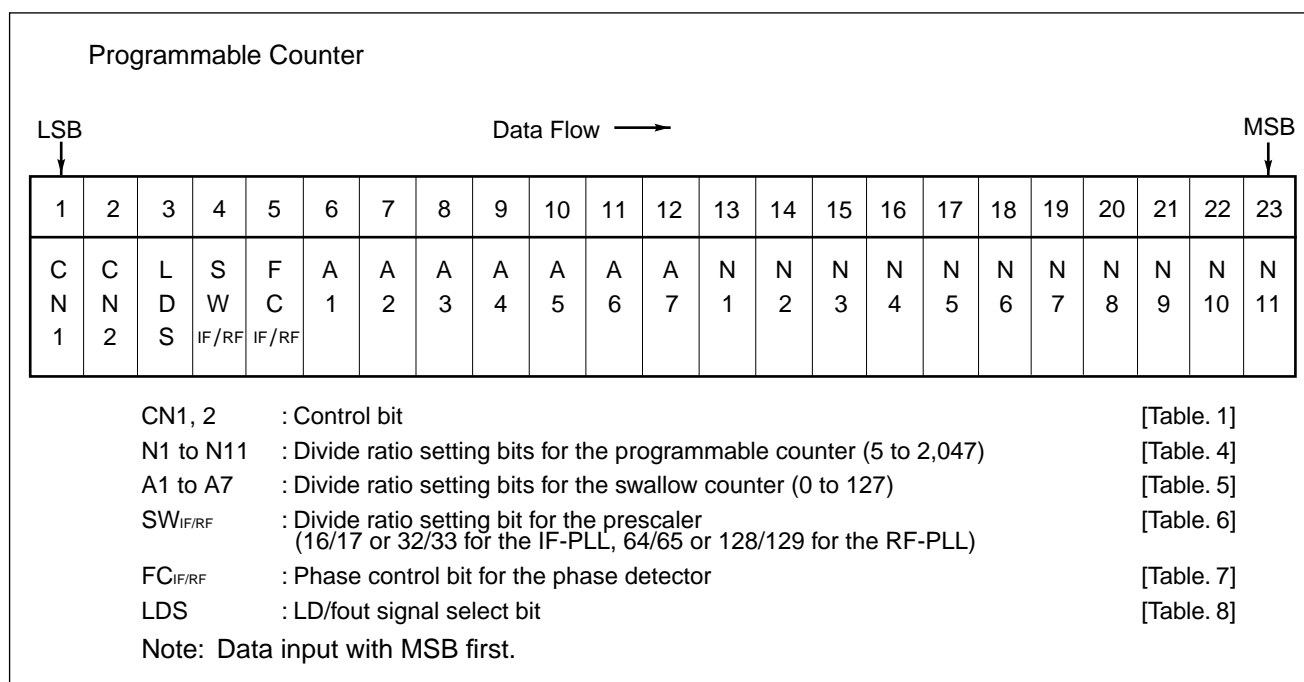 Programmable Counter
LSB Data Flow MSB
1 2 3 4 5 6 7 8 9 10 11 12 13 14 15 16 17 18 19 20 21 22 23
C C L S F A A A A A A A N N N N N N N N N N N
N N D W C 1 2 3 4 5 6 7 1 2 3 4 5 6 7 8 9 10 11
1 2 S IF/RF IF/RF
CN1, 2 : Control bit [Table. 1]
N1 to N11 : Divide ratio setting bits for the programmable counter (5 to 2,047) [Table. 4]
A1 to A7 : Divide ratio setting bits for the swallow counter (0 to 127) [Table. 5]
SWIF/RF : Divide ratio setting bit for the prescaler [Table. 6]
(16/17 or 32/33 for the IF-PLL, 64/65 or 128/129 for the RF-PLL)
FCIF/RF : Phase control bit for the phase detector [Table. 7]
LDS : LD/fout signal select bit [Table. 8]
Note: Data input with MSB first.